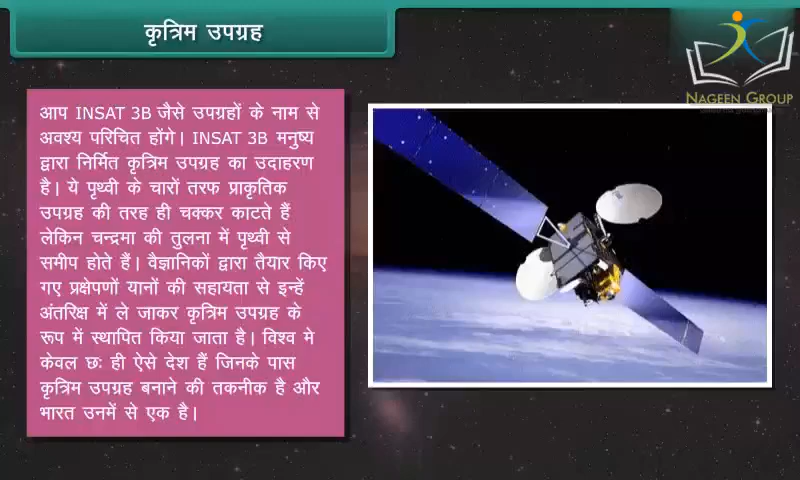 कृत्रिम उपग्रह
NAGEEN GROUP
आप INSAT 3B जैसे उपग्रहों के नाम से
अवश्य परिचित होंगे। INSAT 3B मनुष्य
द्वारा निर्मित कृत्रिम उपग्रह का उदाहरण
है। ये पृथ्वी के चारों तरफ प्राकृतिक
उपग्रह की तरह ही चक्कर काटते हैं
लेकिन चन्द्रमा की तुलना में पृथ्वी से
समीप होते हैं। वैज्ञानिकों द्वारा तैयार किए
गए प्रक्षेपणों यानों की सहायता से इन्हें
अंतरिक्ष में ले जाकर कृत्रिम उपग्रह के
रूप में स्थापित किया जाता है। विश्व मे
केवल छः ही ऐसे देश हैं जिनके पास
कृत्रिम उपग्रह बनाने की तकनीक है और
भारत उनमें से एक है।